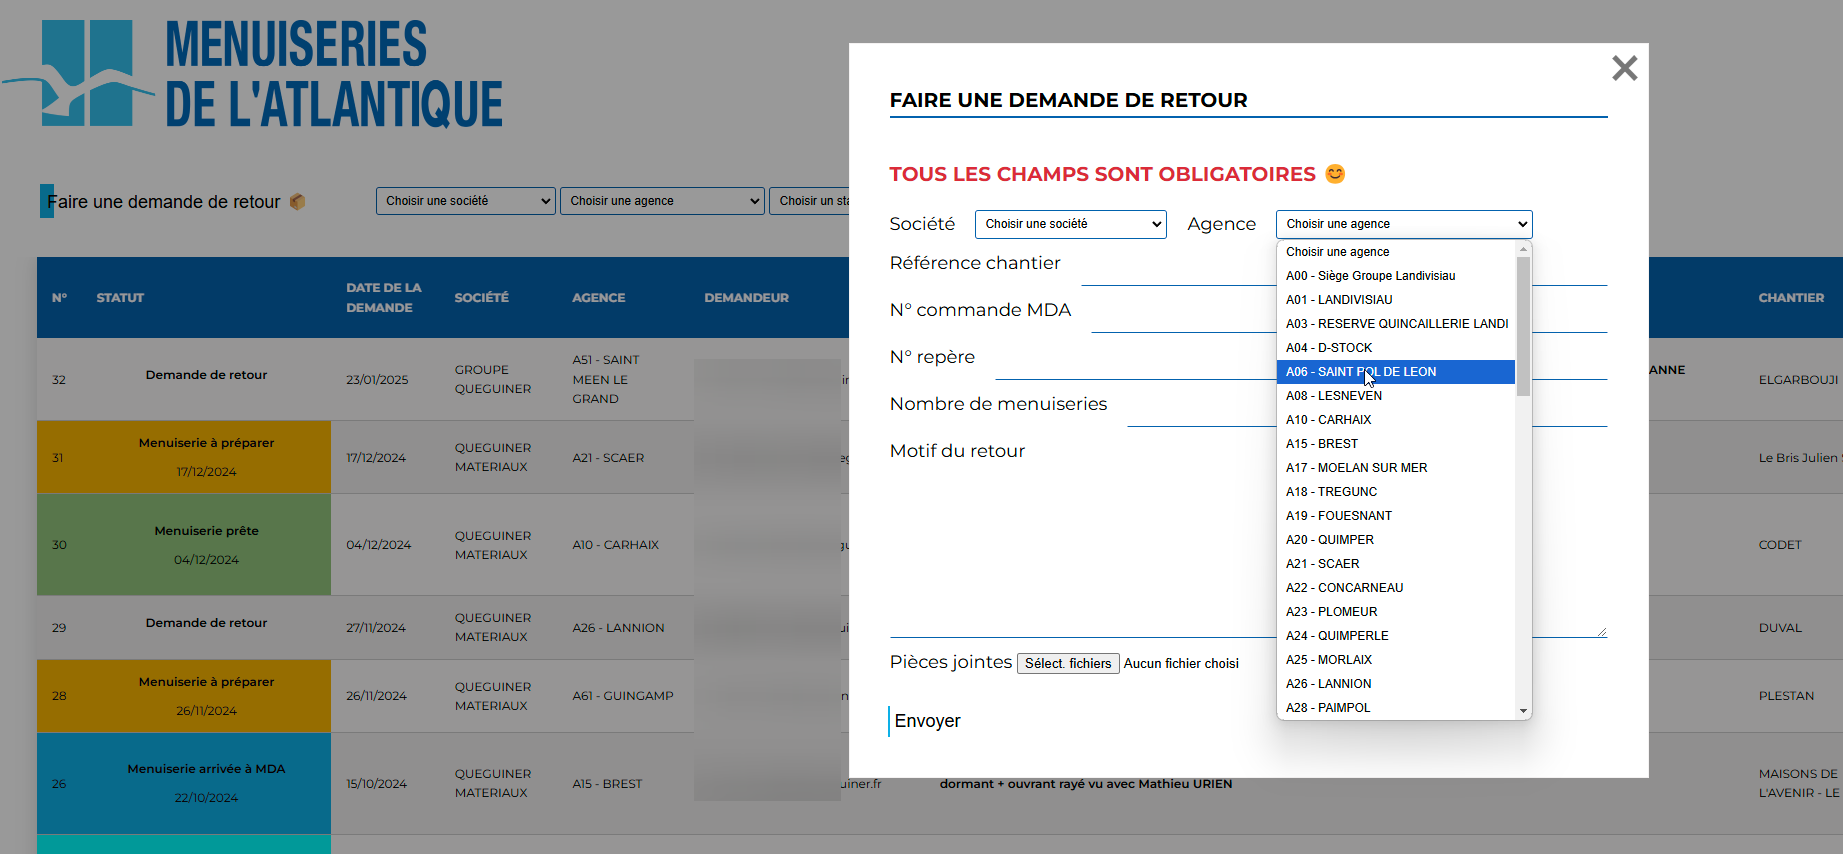 MENUISERIES
DE L'ATLANTIQUE
Faire une demande de retour
Choisir une société
Choisir une agence
Choisir un sta
N°
STATUT
DATE DE LA
DEMANDE
SOCIÉTÉ
AGENCE
DEMANDEUR
CHANTIER
32
Demande de retour
23/01/2025
GROUPE
QUEGUINER
A51 - SAINT
MEEN LE
GRAND
ANNE
ELGARBOUJI
31
Menuiserie à préparer
17/12/2024
17/12/2024
QUEGUINER
MATERIAUX
A21 - SCAER
Le Bris Julien
30
Menuiserie prête
04/12/2024
04/12/2024
QUEGUINER
MATERIAUX
A10 - CARHAIX
CODET
29
Demande de retour
27/11/2024
QUEGUINER
MATERIAUX
A26 - LANNION
DUVAL
28
Menuiserie à préparer
26/11/2024
26/11/2024
QUEGUINER
MATERIAUX
A61 - GUINGAMP
PLESTAN
26
Menuiserie arrivée à MDA
22/10/2024
15/10/2024
QUEGUINER
MATERIAUX
A15 - BREST
uiner.fr
dormant + ouvrant rayé vu avec Mathieu URIEN
MAISONS DE
L'AVENIR - LE
FAIRE UNE DEMANDE DE RETOUR
TOUS LES CHAMPS SONT OBLIGATOIRES 😊
Société
Choisir une société
Agence
Choisir une agence
Référence chantier
N° commande MDA
N° repère
Nombre de menuiseries
Motif du retour
Pièces jointes
Sélect. fichiers
Aucun fichier choisi
Envoyer
Choisir une agence
A00 - Siège Groupe Landivisiau
A01 - LANDIVISIAU
A03 - RESERVE QUINCAILLERIE LANDI
A04 - D-STOCK
A06 - SAINT POL DE LEON
A08 - LESNEVEN
A10 - CARHAIX
A15 - BREST
A17 - MOELAN SUR MER
A18 - TREGUNC
A19 - FOUESNANT
A20 - QUIMPER
A21 - SCAER
A22 - CONCARNEAU
A23 - PLOMEUR
A24 - QUIMPERLE
A25 - MORLAIX
A26 - LANNION
A28 - PAIMPOL